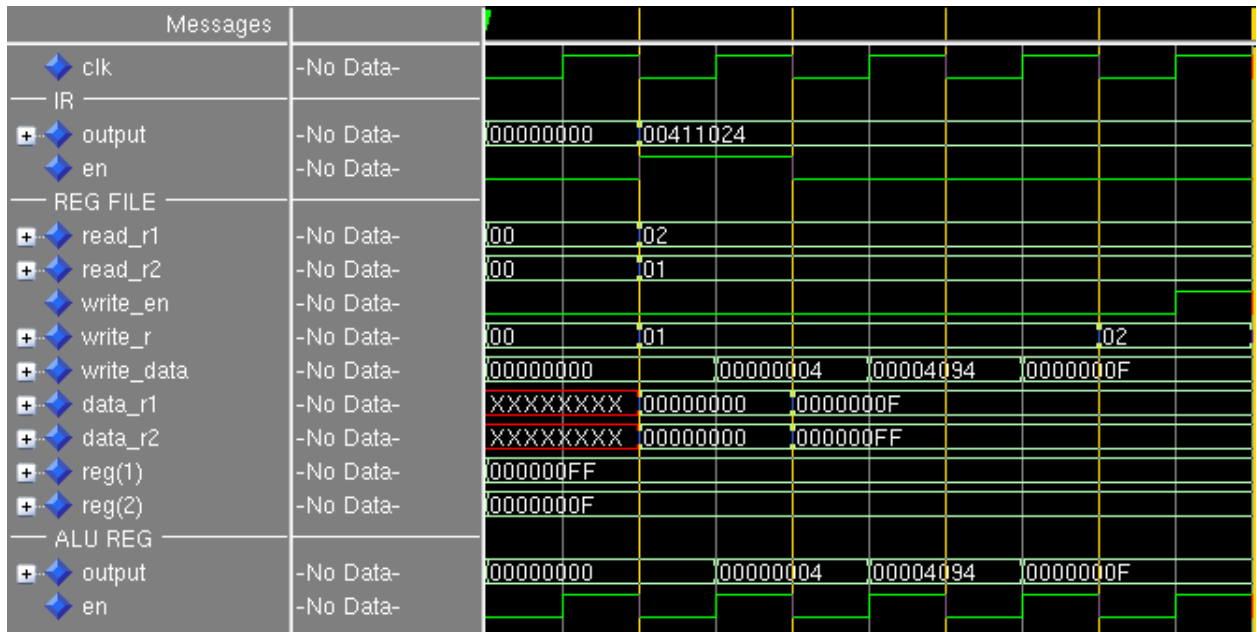 Messages
clk -No Data-
IR
output -No Data- 00000000 00411024
en -No Data-
REG FILE
read_r1 -No Data- 00 02
read_r2 -No Data- 00 01
write_en -No Data-
write_r -No Data- 00 01 02
write_data -No Data- 00000000 00000004 00004094 0000000F
data_r1 -No Data- XXXXXXXX 00000000 0000000F
data_r2 -No Data- XXXXXXXX 00000000 000000FF
reg(1) -No Data- 000000FF
reg(2) -No Data- 0000000F
ALU REG
output -No Data- 00000000 00000004 00004094 0000000F
en -No Data-